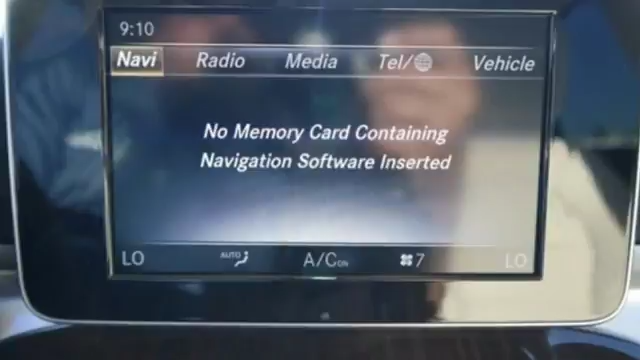 9:10
Navi Radio Media Tel/ Vehicle
No Memory Card Containing
Navigation Software Inserted
LO AUTO A/C ON 7 LO